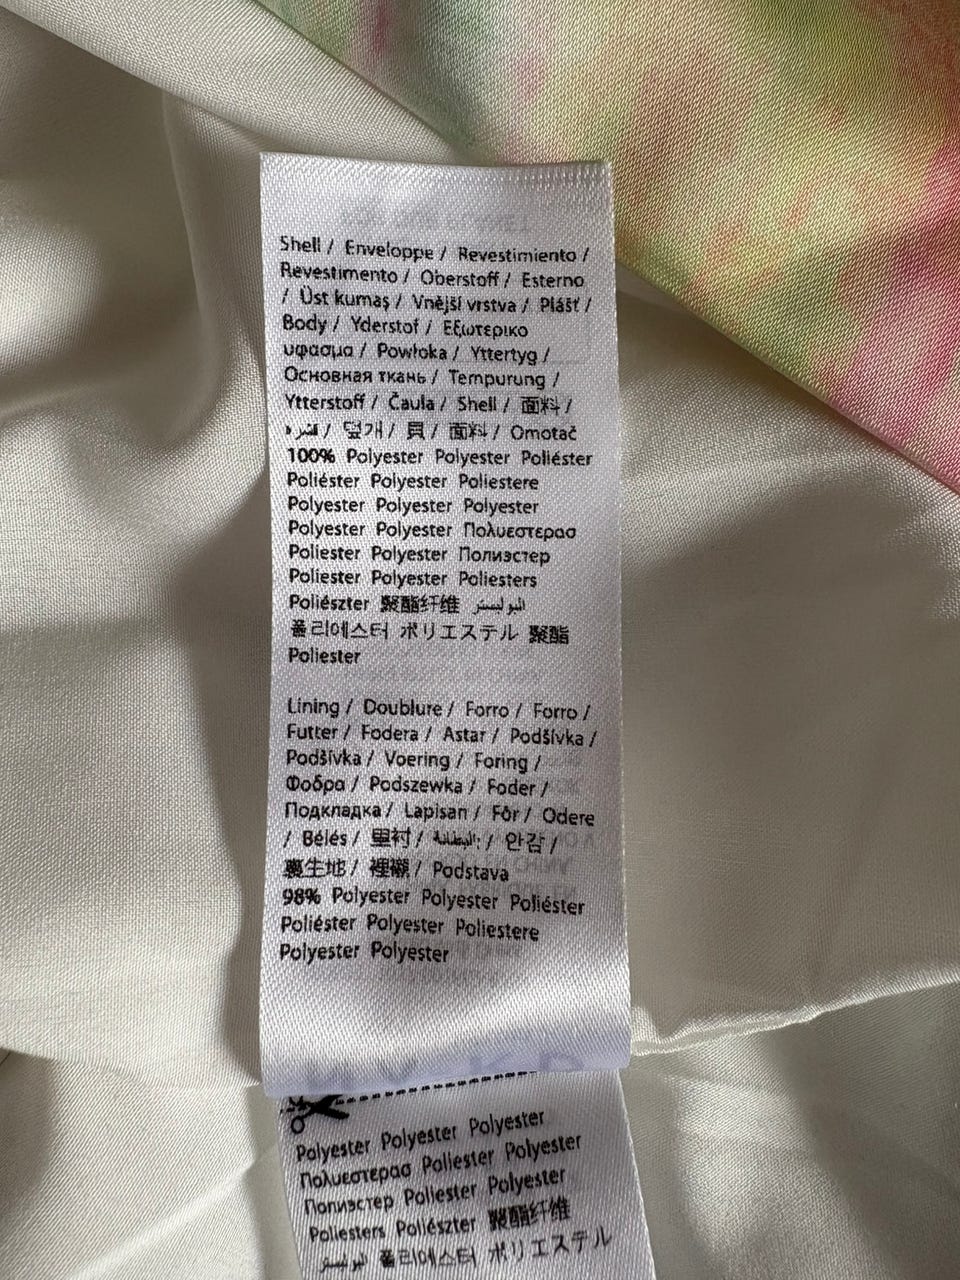 Shell / Enveloppe / Revestimiento /
Revestimento / Oberstoff / Esterno
/ Üst kumaş / Vnější vrstva / Plášť /
Body / Yderstof / Εξωτερικο
υφασμα / Powłoka / Yttertyg /
Основная ткань / Tempurung /
Ytterstoff / Čaula / Shell / 面料 /
قشره / 덮개 / 貝 / 面料 / Omotač
100% Polyester Polyester Poliéster
Poliéster Polyester Poliestere
Polyester Polyester Polyester
Polyester Polyester Πολυεστερασ
Poliester Polyester Полиэстер
Poliester Polyester Poliesters
Poliészter 聚酯纤维 البوليستر
폴리에스터 ポリエステル 聚酯
Poliester
Lining / Doublure / Forro / Forro /
Futter / Fodera / Astar / Podšívka /
Podšívka / Voering / Foring /
Φοδρα / Podszewka / Foder /
Подкладка / Lapisan / Fôr / Odere
/ Bélés / 里衬 / البطانة: / 안감 /
裏生地 / 裡襯 / Podstava
98% Polyester Polyester Poliéster
Poliéster Polyester Poliestere
Polyester Polyester
Polyester Polyester Polyester
Πολυεστερασ Poliester Polyester
Полиэстер Poliester Polyester
Poliesters Poliészter 聚酯纤维
البوليستر 폴리에스터 ポリエステル